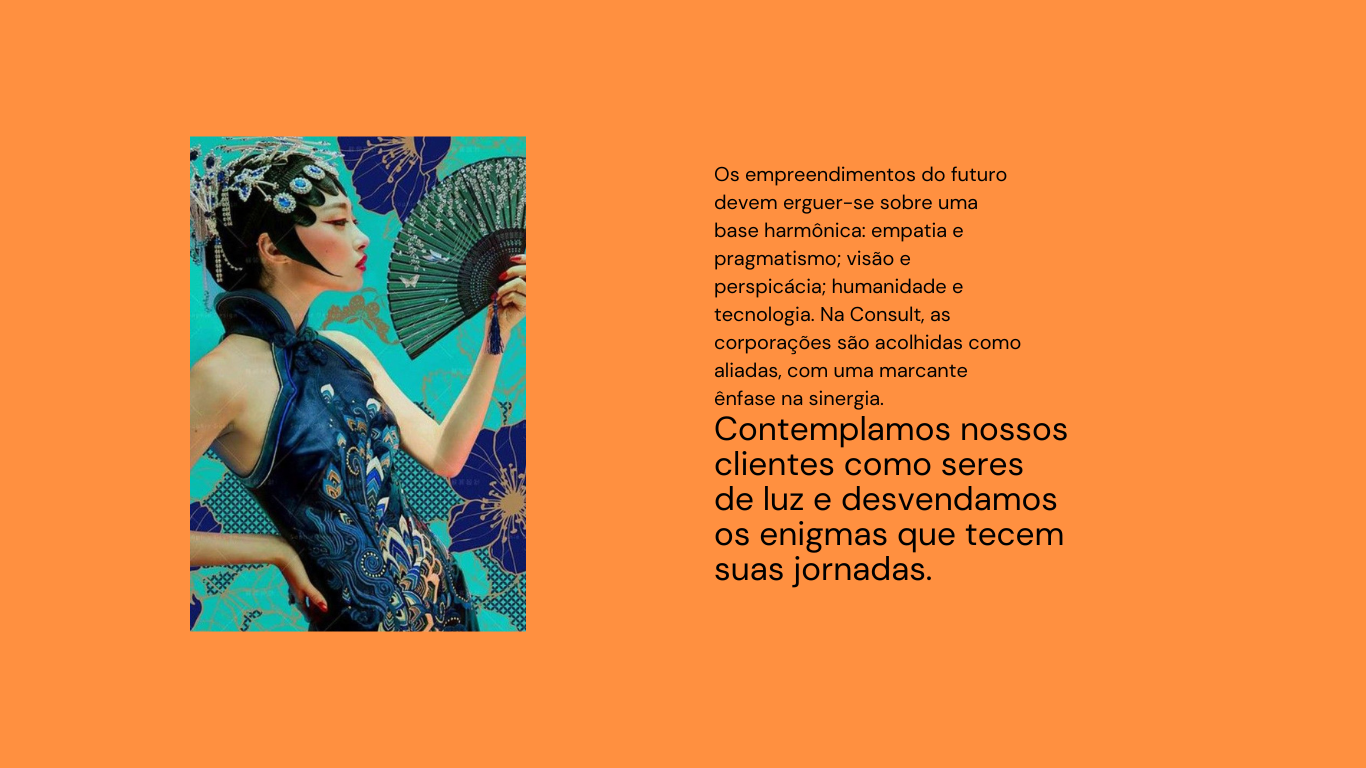 Os empreendimentos do futuro
devem erguer-se sobre uma
base harmônica: empatia e
pragmatismo; visão e
perspicácia; humanidade e
tecnologia. Na Consult, as
corporações são acolhidas como
aliadas, com uma marcante
ênfase na sinergia.
Contemplamos nossos
clientes como seres
de luz e desvendamos
os enigmas que tecem
suas jornadas.